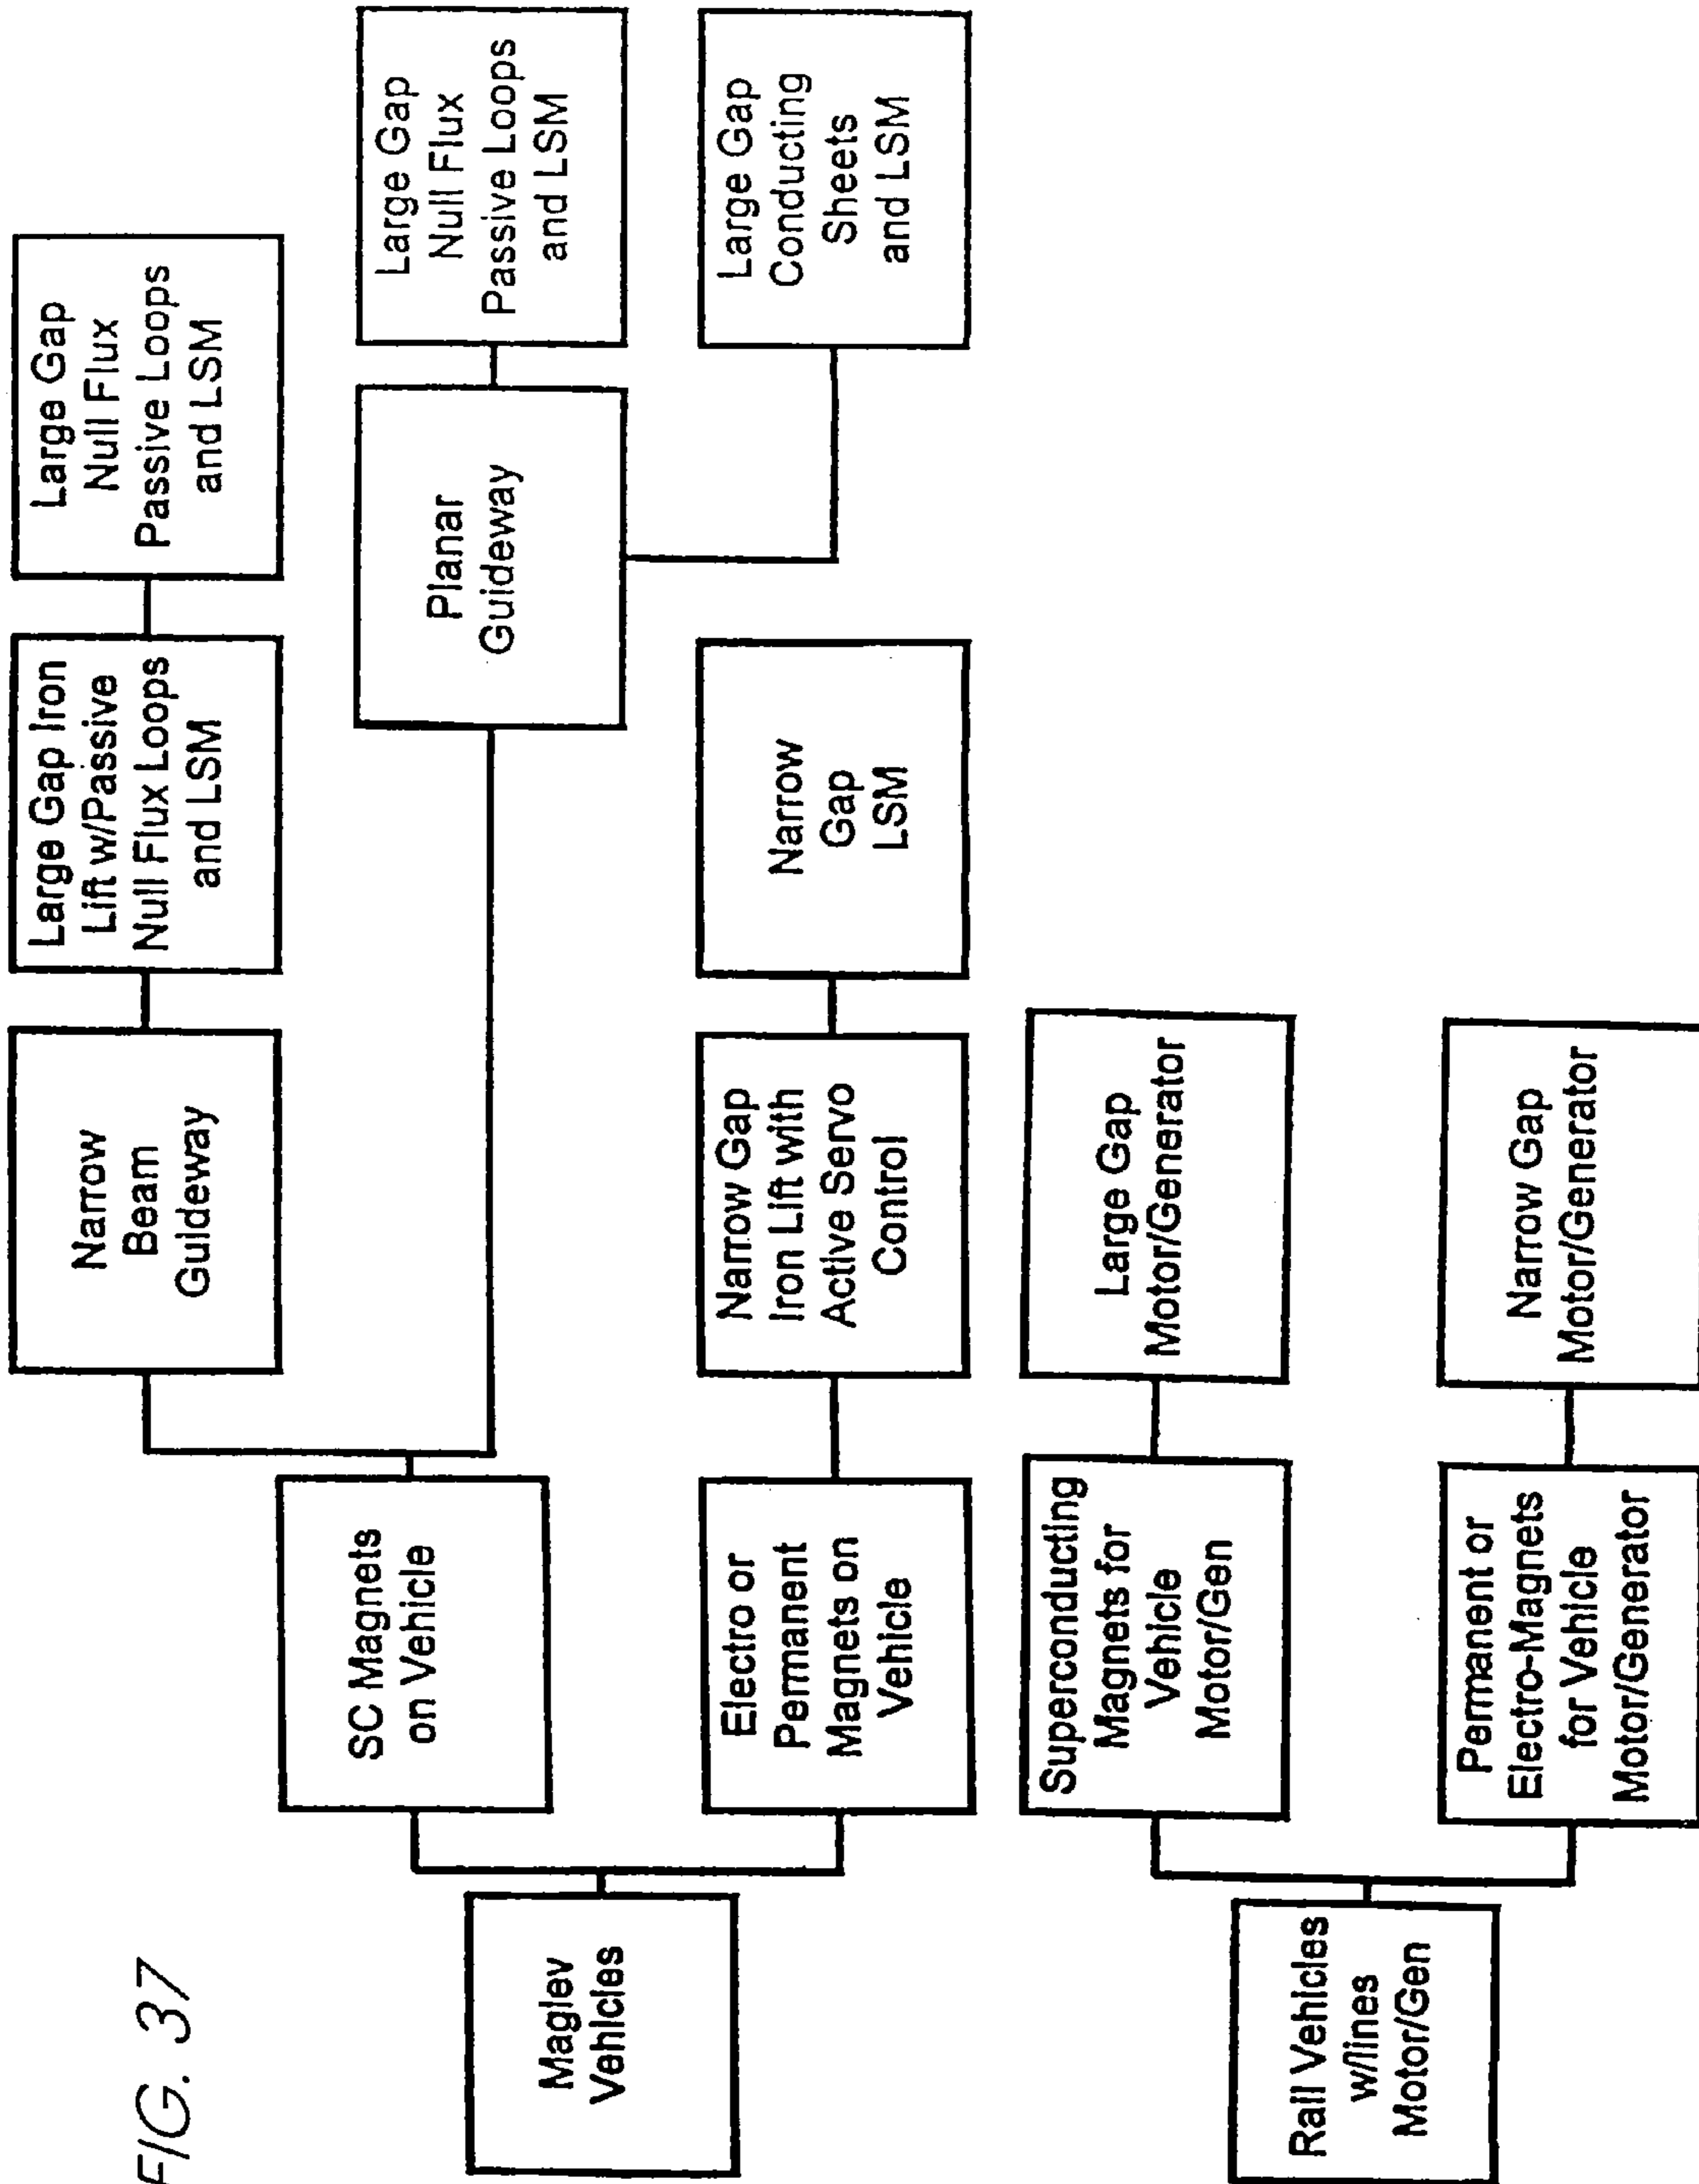 FIG. 37
Maglev
Vehicles
SC Magnets
on Vehicle
Narrow
Beam
Guideway
Large Gap Iron
Lift w/Passive
Null Flux Loops
and LSM
Large Gap
Null Flux
Passive Loops
and LSM
Planar
Guideway
Large Gap
Null Flux
Passive Loops
and LSM
Large Gap
Conducting
Sheets
and LSM
Electro or
Permanent
Magnets on
Vehicle
Narrow Gap
Iron Lift with
Active Servo
Control
Narrow
Gap
LSM
Rail Vehicles
w/lines
Motor/Gen
Superconducting
Magnets for
Vehicle
Motor/Gen
Large Gap
Motor/Generator
Permanent or
Electro-Magnets
for Vehicle
Motor/Generator
Narrow Gap
Motor/Generator